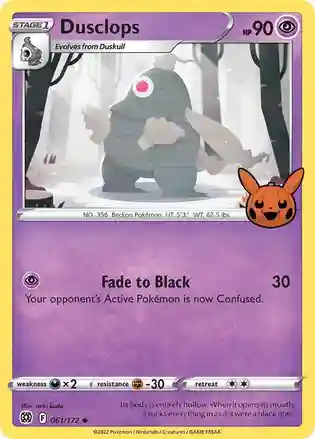 STAGE 1
Dusclops
HP 90
Evolves from Duskull
NO. 356 Beckon Pokémon HT: 5'3" WT: 67.5 lbs.
Fade to Black 30
Your opponent's Active Pokémon is now Confused.
weakness ×2 resistance -30 retreat
Illus.
Its body is entirely hollow. When it opens its mouth,
it sucks everything in as if it were a black hole.
F 061/172
©2022 Pokémon / Nintendo / Creatures / GAME FREAK